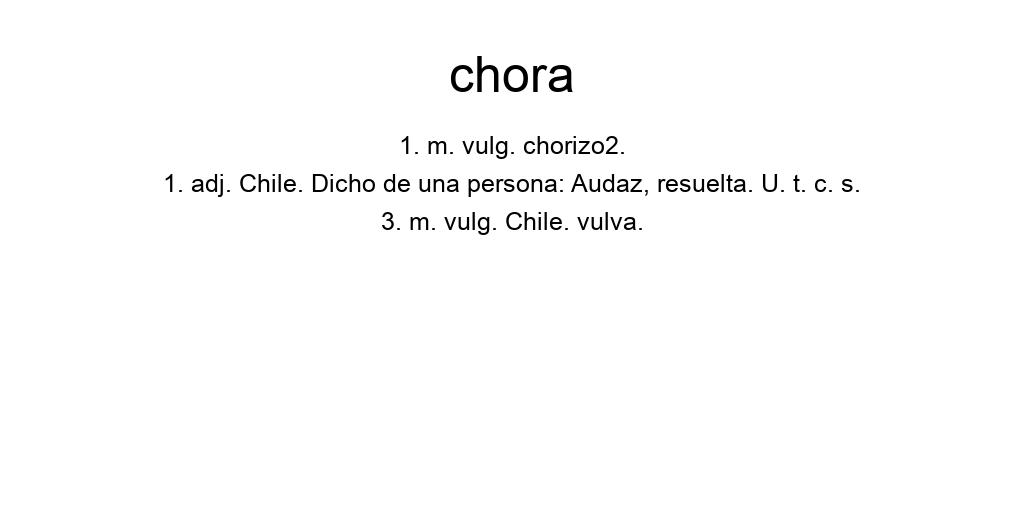 chora
1. m. vulg. chorizo2.
1. adj. Chile. Dicho de una persona: Audaz, resuelta. U. t. c. s.
3. m. vulg. Chile. vulva.